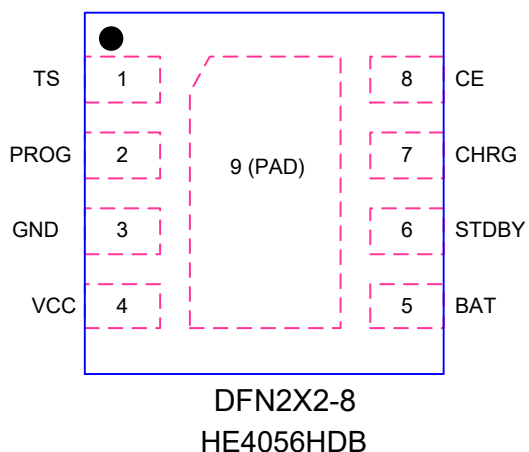 TS 1 8 CE
PROG 2 9 (PAD) 7 CHRG
GND 3 6 STDBY
VCC 4 5 BAT
DFN2X2-8
HE4056HDB